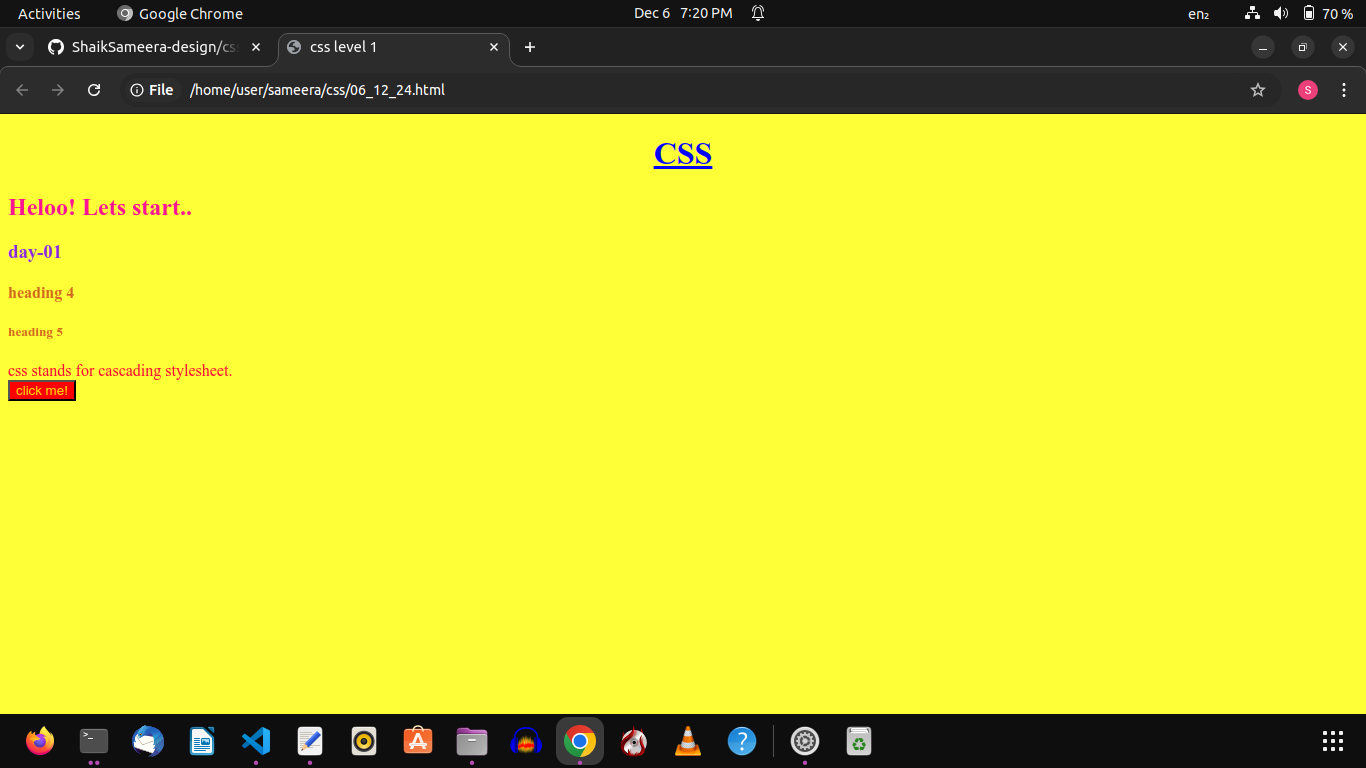 Activities Google Chrome Dec 6 7:20 PM en₂ 70 %
ShaikSameera-design/cs css level 1
File /home/user/sameera/css/06_12_24.html S
CSS
Heloo! Lets start..
day-01
heading 4
heading 5
css stands for cascading stylesheet.
click me!